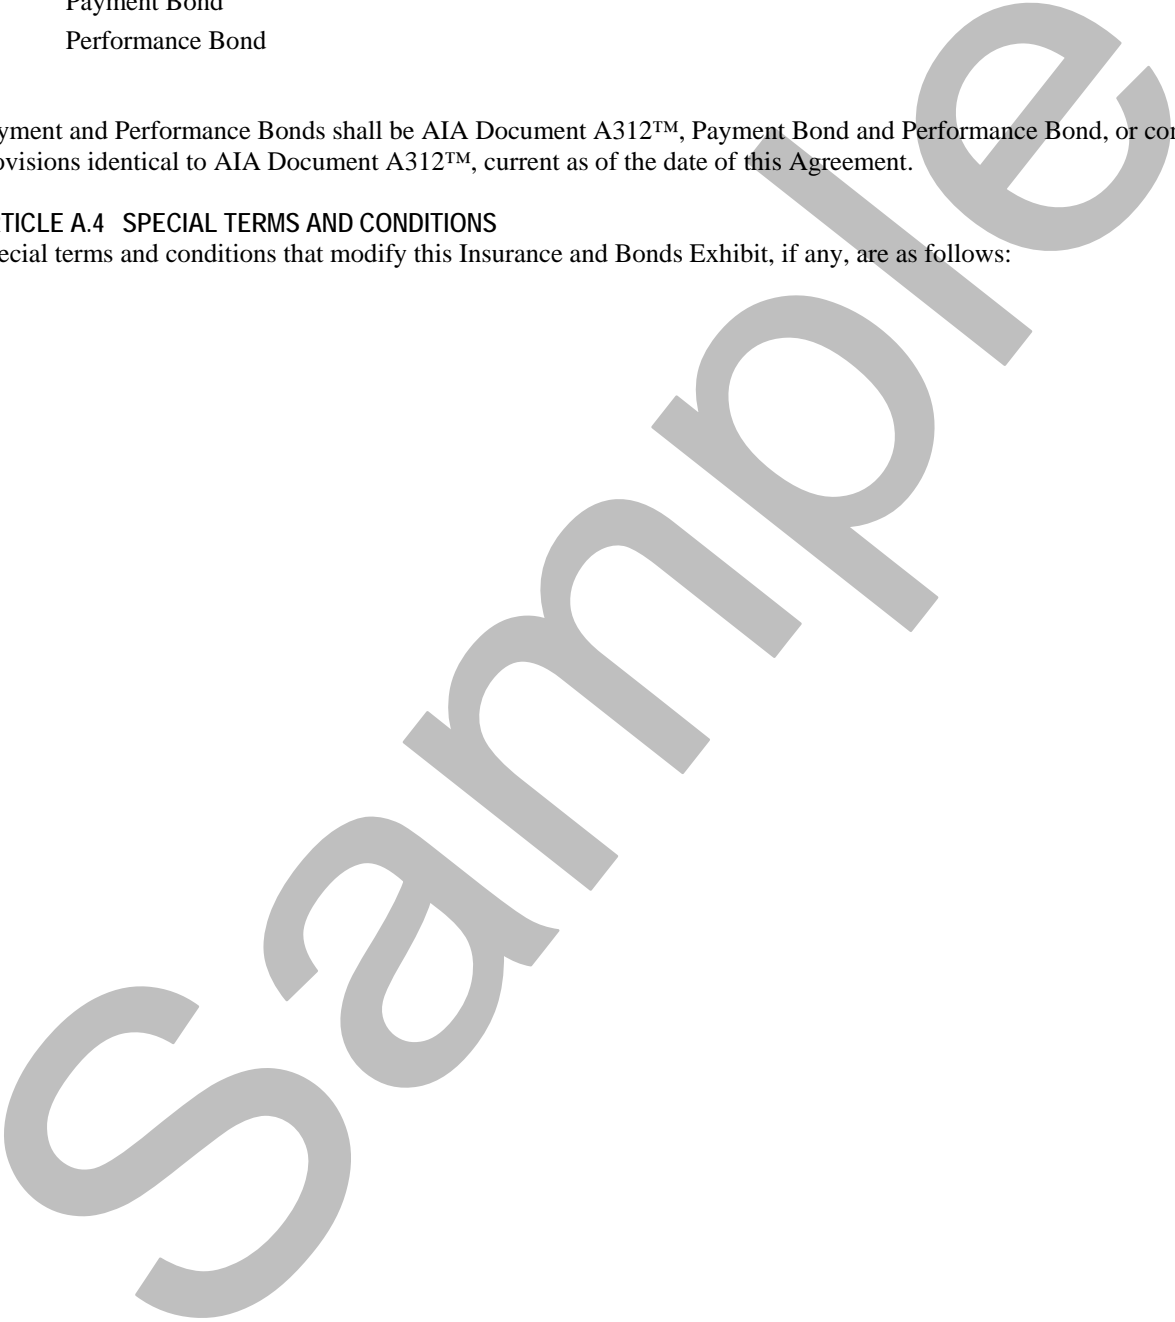 Payment Bond
Performance Bond
yment and Performance Bonds shall be AIA Document A312™, Payment Bond and Performance Bond, or con
ovisions identical to AIA Document A312™, current as of the date of this Agreement.
TICLE A.4 SPECIAL TERMS AND CONDITIONS
ecial terms and conditions that modify this Insurance and Bonds Exhibit, if any, are as follows:
Sample